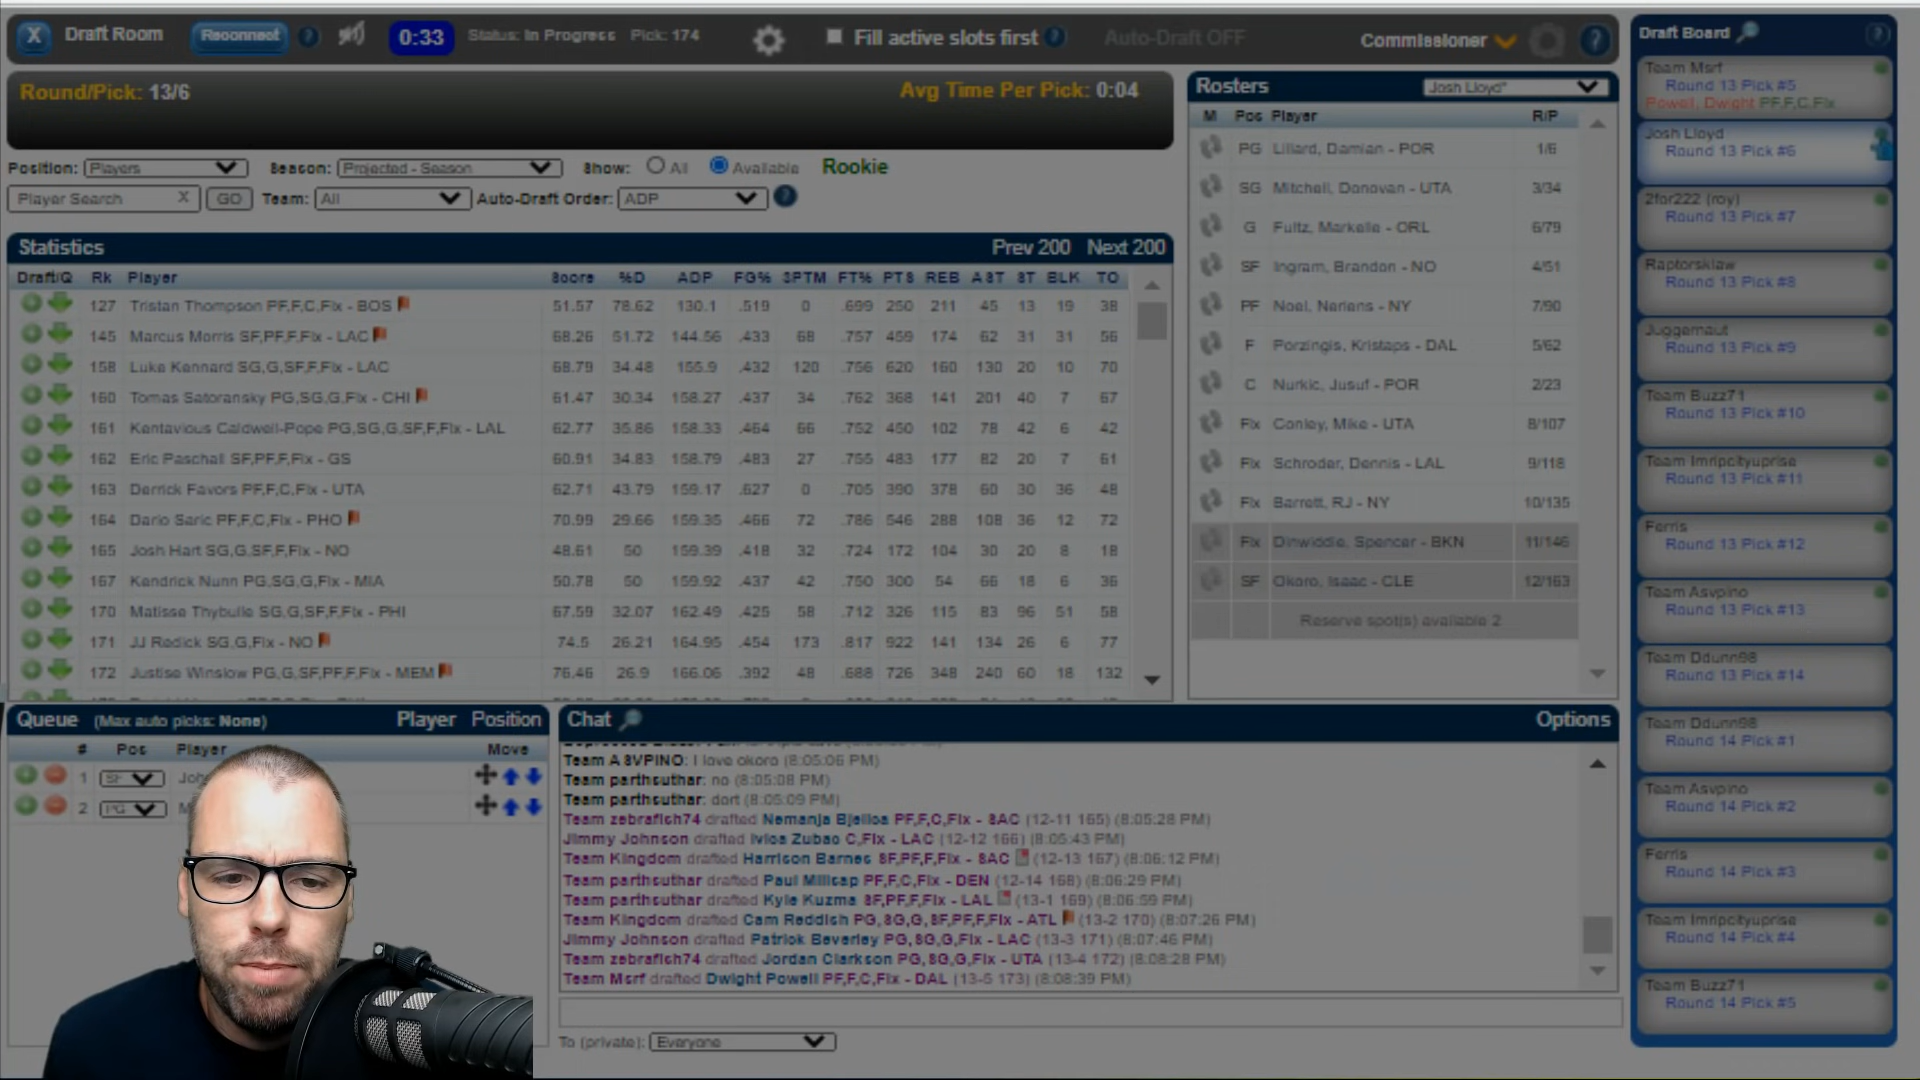 X Draft Room Reconnect ? 0:33 Status: In Progress Pick: 174 Fill active slots first ? Auto-Draft OFF Commissioner ?
Round/Pick: 13/6 Avg Time Per Pick: 0:04
Position: Players Season: Projected - Season Show: All Available Rookie
Player Search X GO Team: All Auto-Draft Order: ADP ?
Statistics Prev 200 Next 200
Draft/Q Rk Player Score %D ADP FG% 3PTM FT% PTS REB AST ST BLK TO
127 Tristan Thompson PF,F,C,Flx - BOS 51.57 78.62 130.1 .519 0 .699 250 211 45 13 19 38
145 Marcus Morris SF,PF,F,Flx - LAC 68.26 51.72 144.56 .433 68 .757 459 174 62 31 31 56
158 Luke Kennard SG,G,SF,F,Flx - LAC 68.79 34.48 155.9 .432 120 .756 620 160 130 20 10 70
160 Tomas Satoransky PG,SG,G,Flx - CHI 61.47 30.34 158.27 .437 34 .762 368 141 201 40 7 67
161 Kentavious Caldwell-Pope PG,SG,G,SF,F,Flx - LAL 62.77 35.86 158.33 .464 66 .752 450 102 78 42 6 42
162 Eric Paschall SF,PF,F,Flx - GS 60.91 34.83 158.79 .483 27 .755 483 177 82 20 7 61
163 Derrick Favors PF,F,C,Flx - UTA 62.71 43.79 159.17 .627 0 .705 390 378 60 30 36 48
164 Dario Saric PF,F,C,Flx - PHO 70.99 29.66 159.35 .466 72 .786 546 288 108 36 12 72
165 Josh Hart SG,G,SF,F,Flx - NO 48.61 50 159.39 .418 32 .724 172 104 30 20 8 18
167 Kendrick Nunn PG,SG,G,Flx - MIA 50.78 50 159.92 .437 42 .750 300 54 66 18 6 36
170 Matisse Thybulle SG,G,SF,F,Flx - PHI 67.59 32.07 162.49 .425 58 .712 326 115 83 96 51 58
171 JJ Redick SG,G,Flx - NO 74.5 26.21 164.95 .454 173 .817 922 141 134 26 6 77
172 Justise Winslow PG,G,SF,PF,F,Flx - MEM 76.46 26.9 166.06 .392 48 .688 726 348 240 60 18 132
Rosters Josh Lloyd*
M Pos Player R/P
PG Lillard, Damian - POR 1/6
SG Mitchell, Donovan - UTA 3/34
G Fultz, Markelle - ORL 6/79
SF Ingram, Brandon - NO 4/51
PF Noel, Nerlens - NY 7/90
F Porzingis, Kristaps - DAL 5/62
C Nurkic, Jusuf - POR 2/23
Flx Conley, Mike - UTA 8/107
Flx Schroder, Dennis - LAL 9/118
Flx Barrett, RJ - NY 10/135
Flx Dinwiddie, Spencer - BKN 11/146
SF Okoro, Isaac - CLE 12/163
Reserve spot(s) available 2
Queue (Max auto picks: None) Player Position
# Pos Player Move
1 SF
2 PG
Chat Options
Team ASVPINO: I love okoro (8:05:06 PM)
Team parthsuthar: no (8:05:08 PM)
Team parthsuthar: dort (8:05:09 PM)
Team zebrafish74 drafted Nemanja Bjelica PF,F,C,Flx - SAC (12-11 165) (8:05:28 PM)
Jimmy Johnson drafted Ivica Zubac C,Flx - LAC (12-12 166) (8:05:43 PM)
Team Kingdom drafted Harrison Barnes SF,PF,F,Flx - SAC (12-13 167) (8:06:12 PM)
Team parthsuthar drafted Paul Millsap PF,F,C,Flx - DEN (12-14 168) (8:06:29 PM)
Team parthsuthar drafted Kyle Kuzma SF,PF,F,Flx - LAL (13-1 169) (8:06:59 PM)
Team Kingdom drafted Cam Reddish PG,SG,G,SF,PF,F,Flx - ATL (13-2 170) (8:07:26 PM)
Jimmy Johnson drafted Patrick Beverley PG,SG,G,Flx - LAC (13-3 171) (8:07:46 PM)
Team zebrafish74 drafted Jordan Clarkson PG,SG,G,Flx - UTA (13-4 172) (8:08:28 PM)
Team Msrf drafted Dwight Powell PF,F,C,Flx - DAL (13-5 173) (8:08:39 PM)
To (private): Everyone
Draft Board ?
Team Msrf
Round 13 Pick #5
Powell, Dwight PF,F,C,Flx
Josh Lloyd
Round 13 Pick #6
2for222 (roy)
Round 13 Pick #7
Raptorsklaw
Round 13 Pick #8
Juggernaut
Round 13 Pick #9
Team Buzz71
Round 13 Pick #10
Team Imripcityuprise
Round 13 Pick #11
Ferris
Round 13 Pick #12
Team Asvpino
Round 13 Pick #13
Team Ddunn98
Round 13 Pick #14
Team Ddunn98
Round 14 Pick #1
Team Asvpino
Round 14 Pick #2
Ferris
Round 14 Pick #3
Team Imripcityuprise
Round 14 Pick #4
Team Buzz71
Round 14 Pick #5